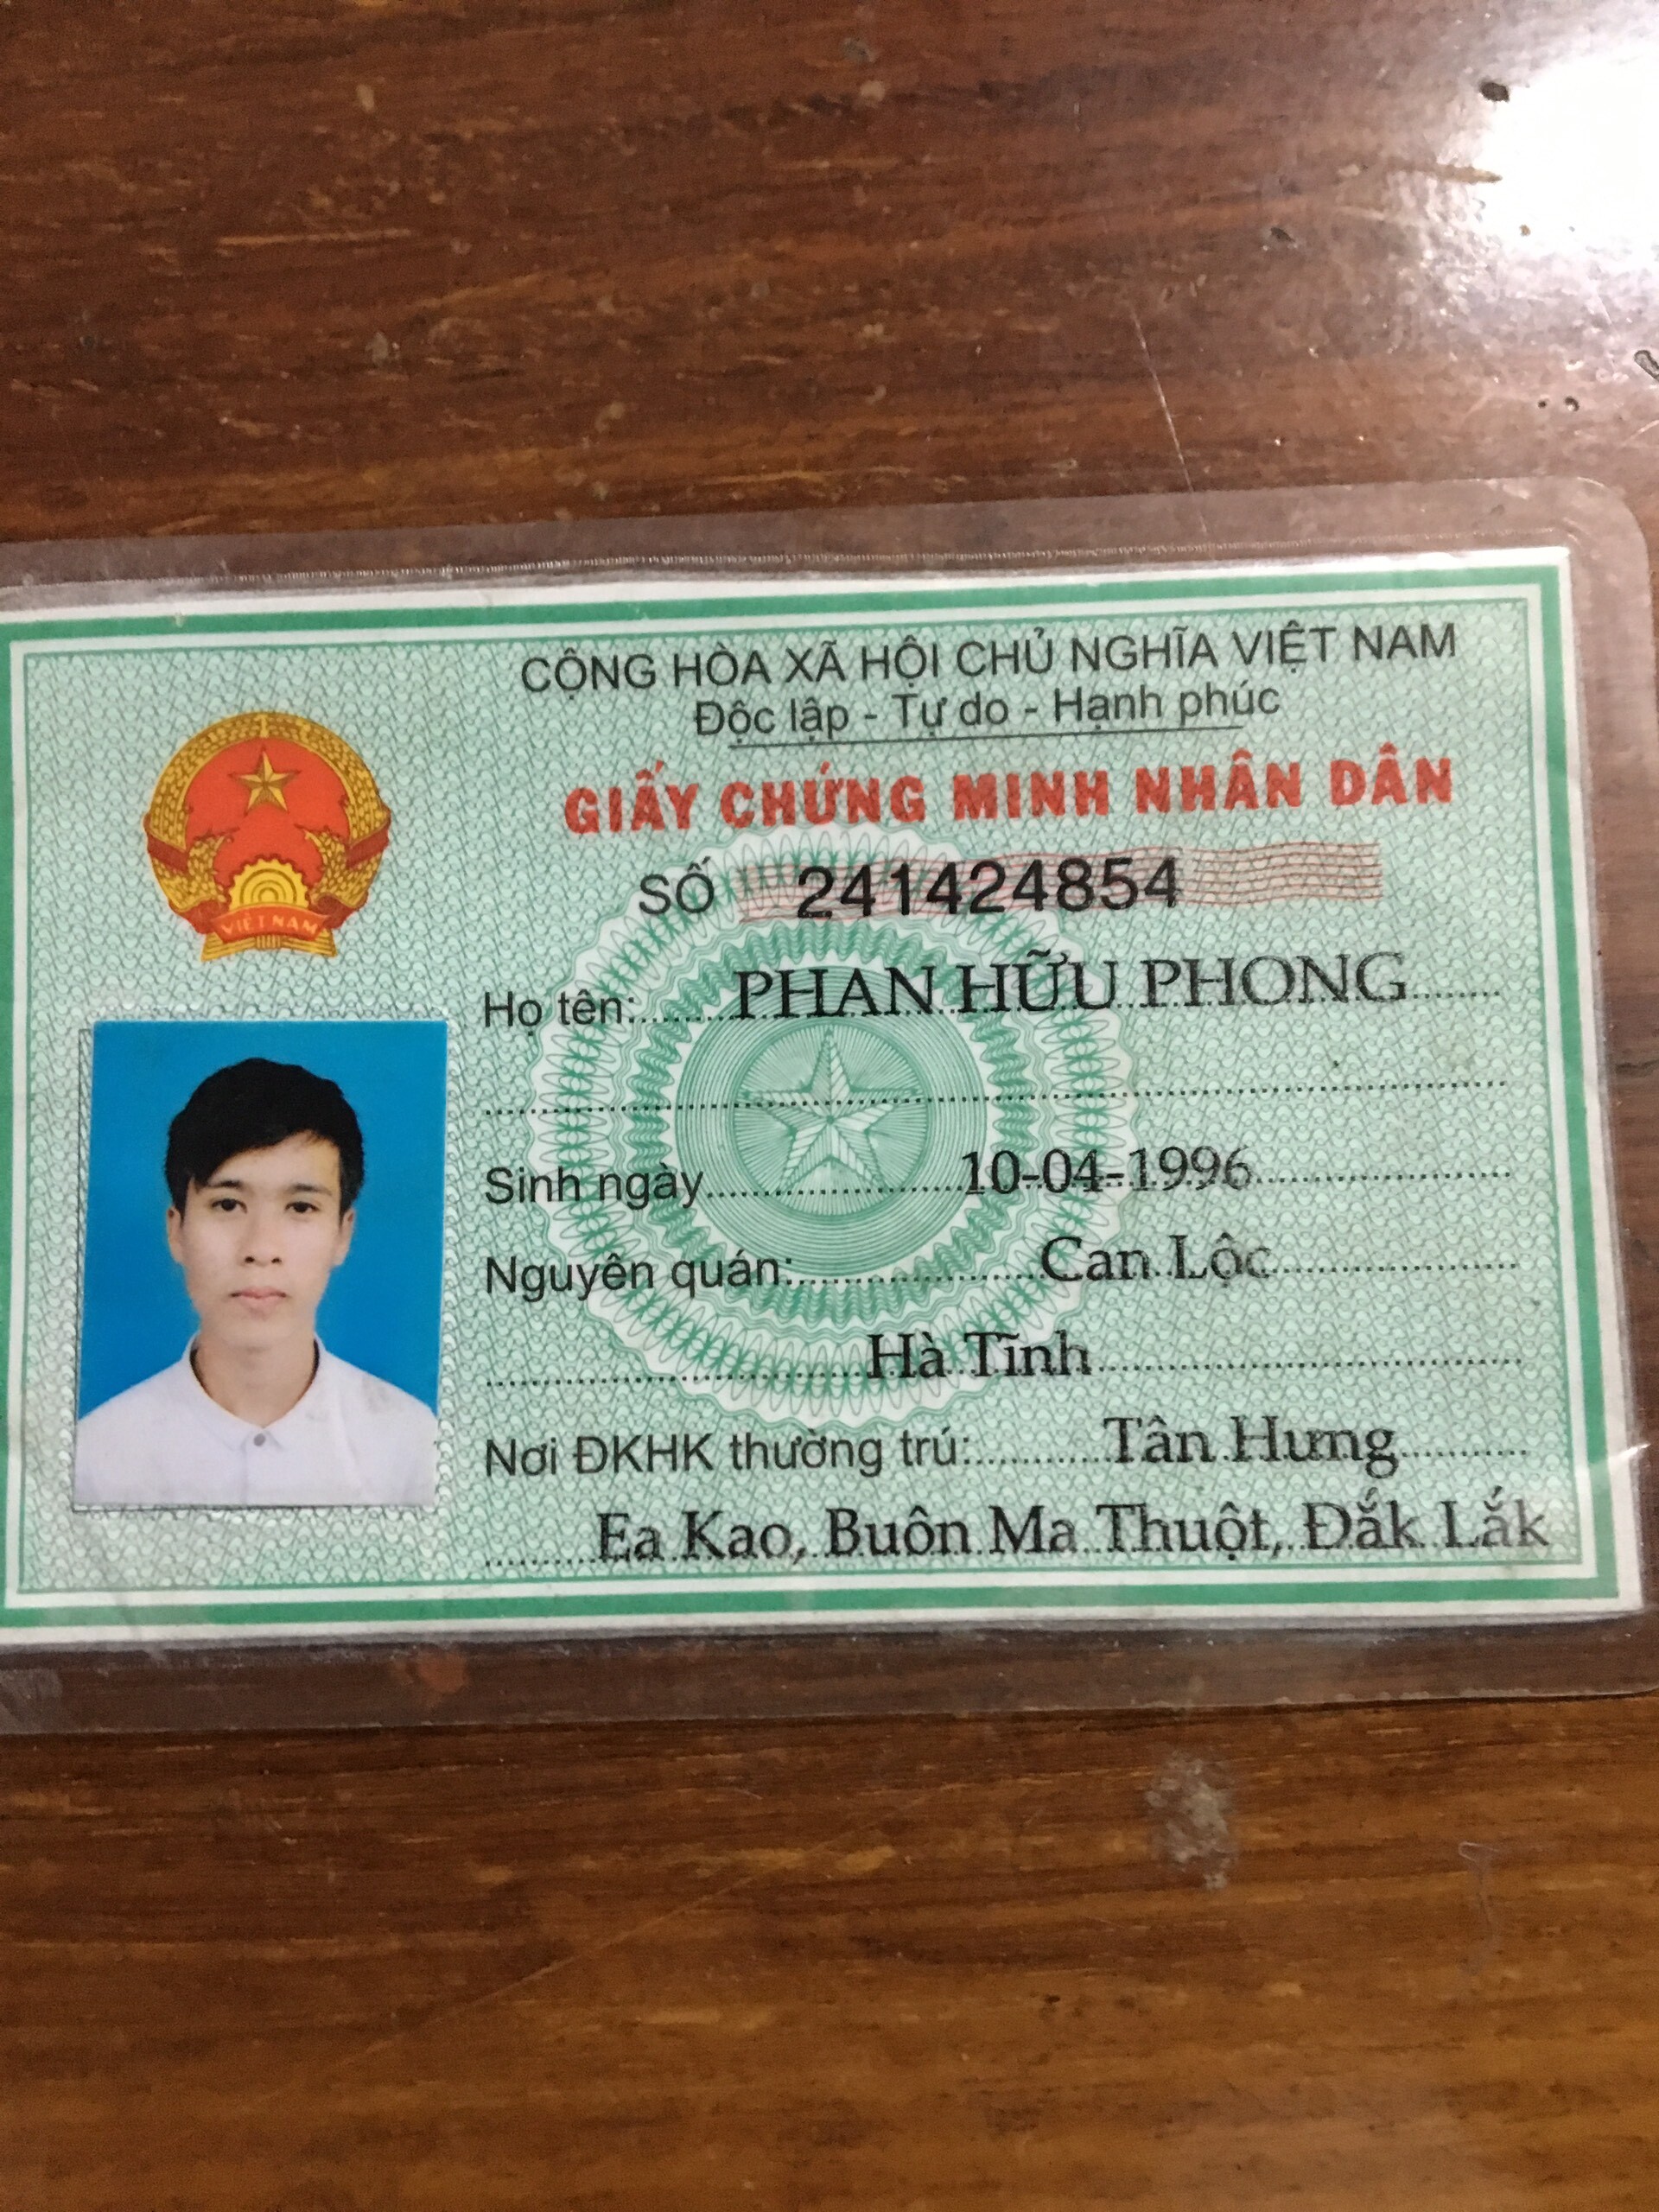 CỘNG HÒA XÃ HỘI CHỦ NGHĨA VIỆT NAM
Độc lập - Tự do - Hạnh phúc
GIẤY CHỨNG MINH NHÂN DÂN
SỐ 241424854
VIỆT NAM
Họ tên: PHAN HỮU PHONG
Sinh ngày 10-04-1996
Nguyên quán: Can Lộc
Hà Tĩnh
Nơi ĐKHK thường trú: Tân Hưng
Ea Kao, Buôn Ma Thuột, Đắk Lắk